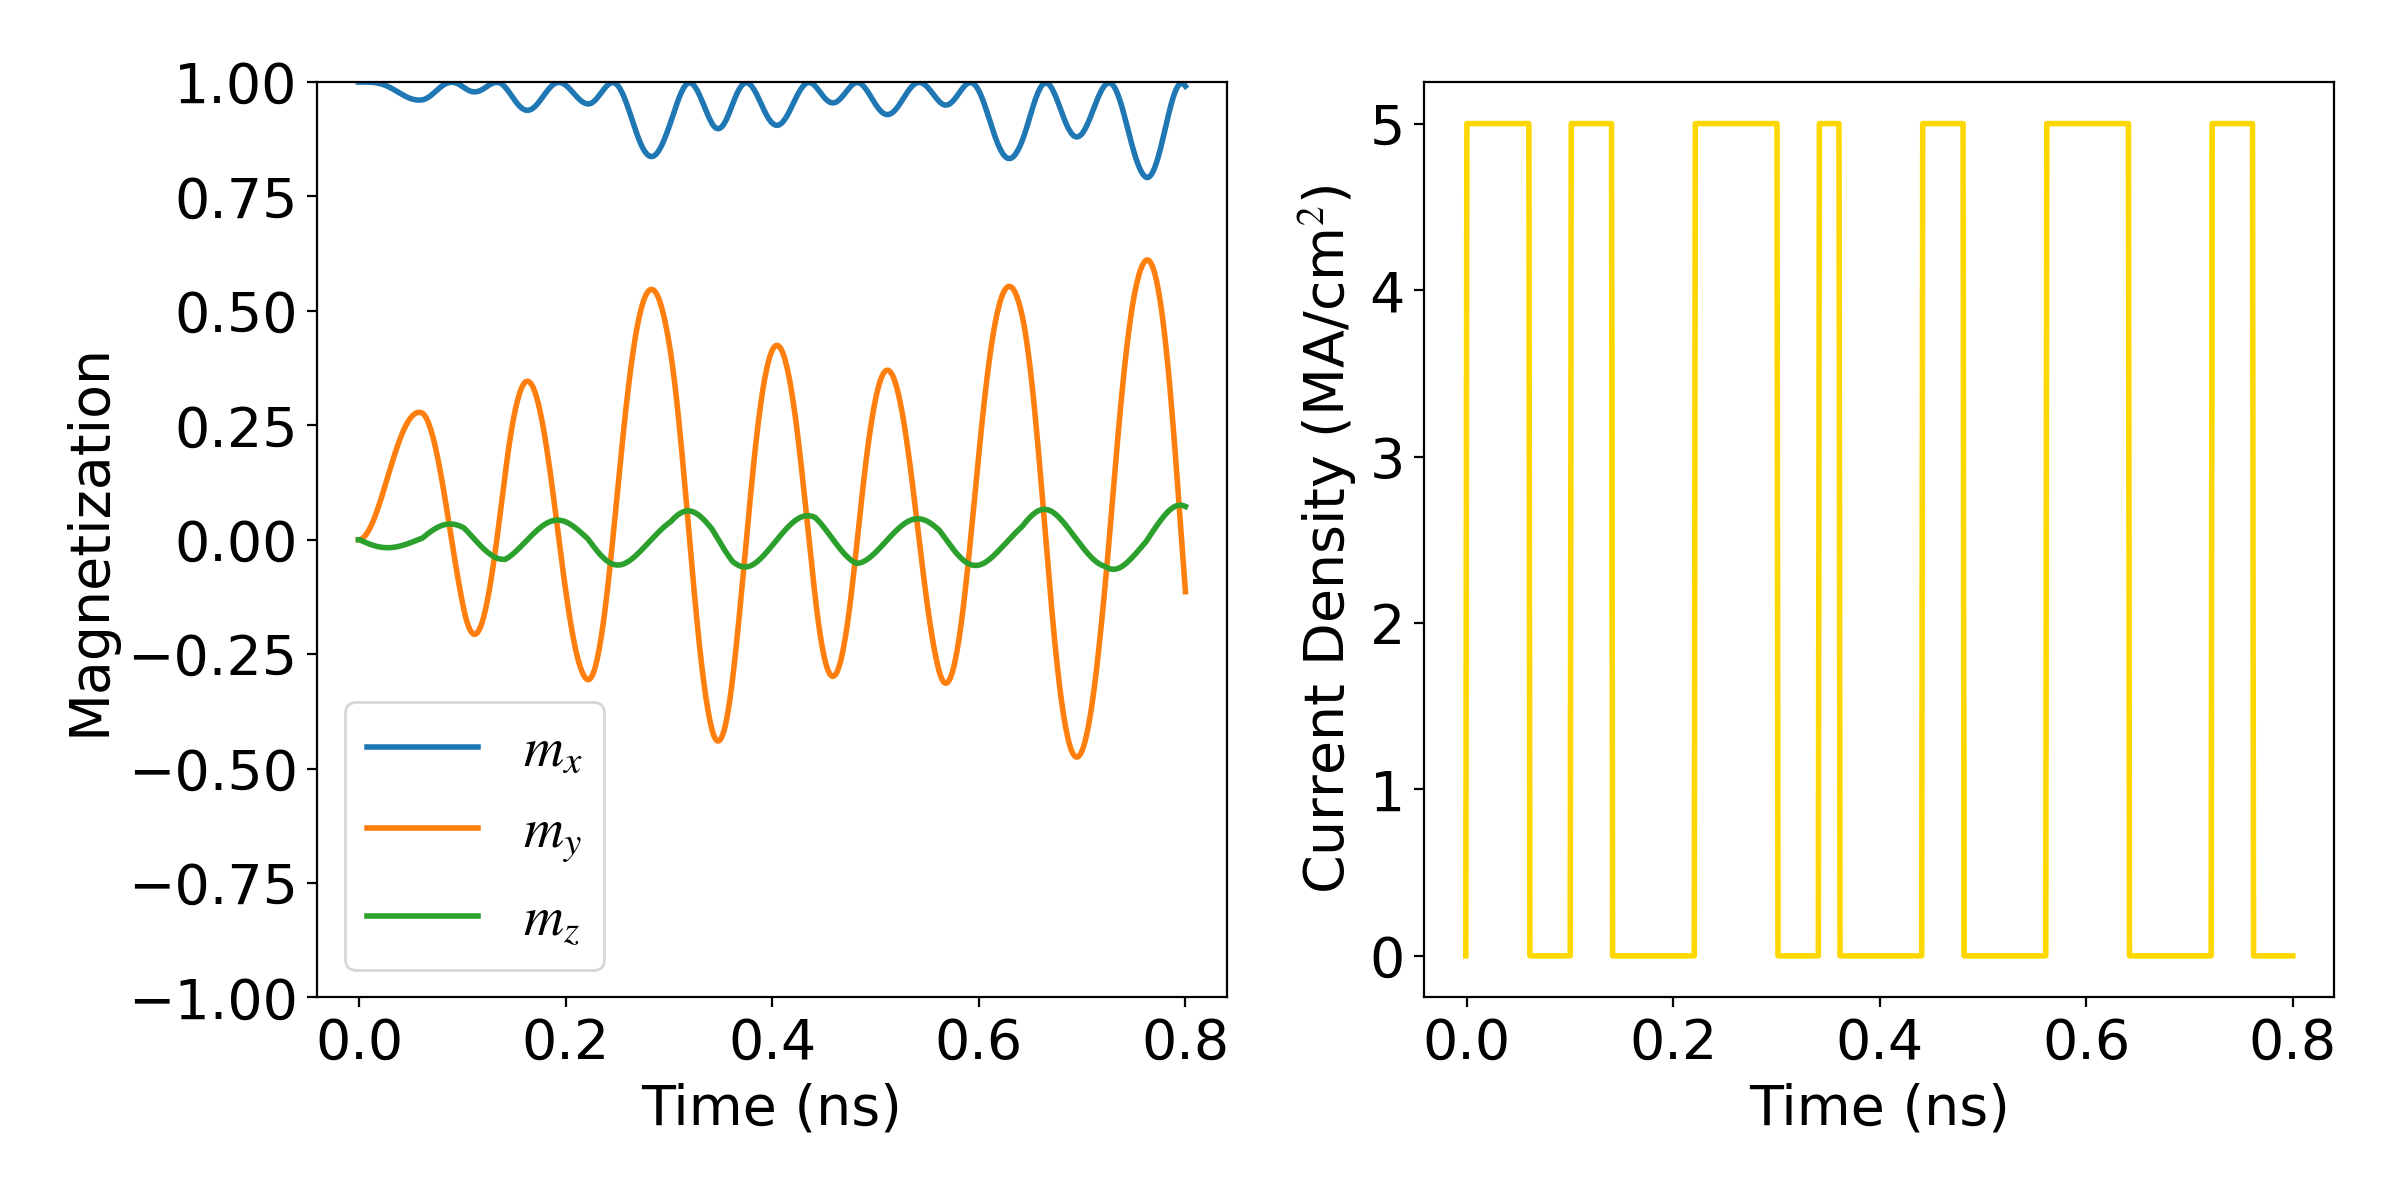 1.00
0.75
0.50
0.25
0.00
−0.25
−0.50
−0.75
−1.00
Magnetization
m_x
m_y
m_z
0.0 0.2 0.4 0.6 0.8
Time (ns)
5
4
3
2
1
0
Current Density (MA/cm²)
0.0 0.2 0.4 0.6 0.8
Time (ns)